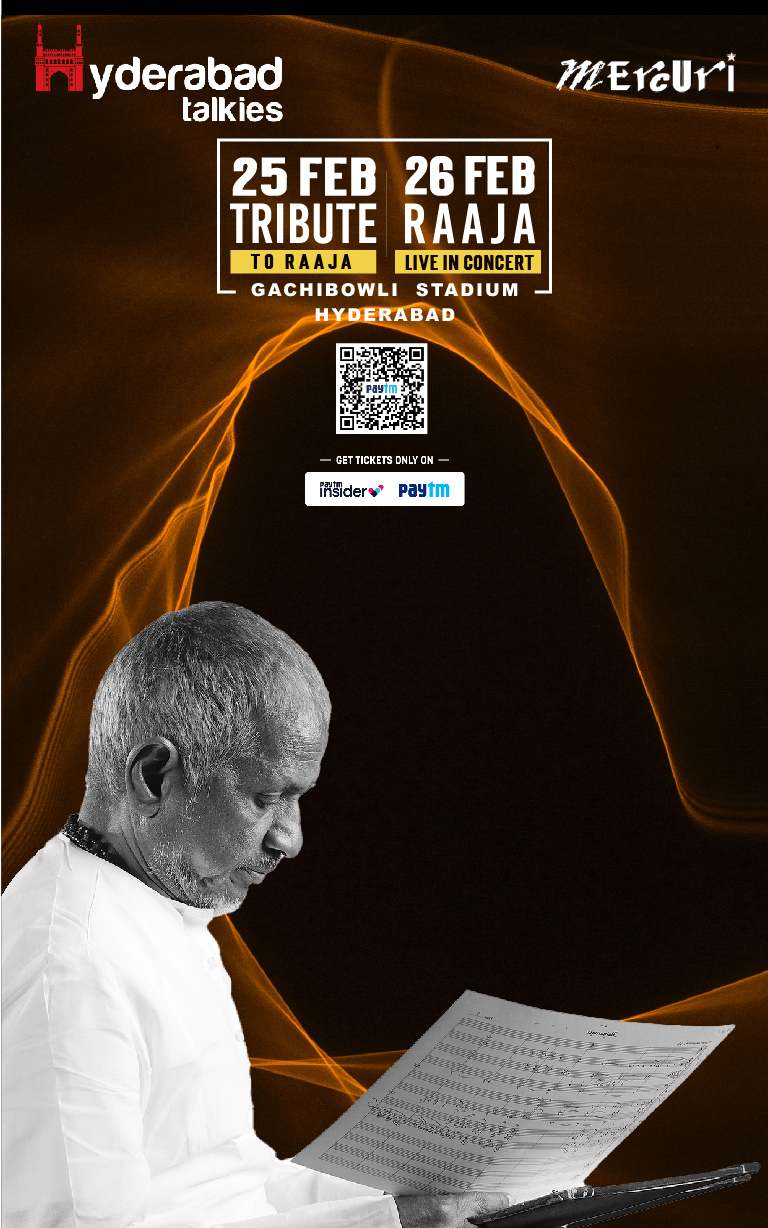 Hyderabad
talkies
MErcUri
25 FEB
TRIBUTE
TO RAAJA
26 FEB
RAAJA
LIVE IN CONCERT
GACHIBOWLI STADIUM
HYDERABAD
paytm
GET TICKETS ONLY ON
paytm
insider
paytm